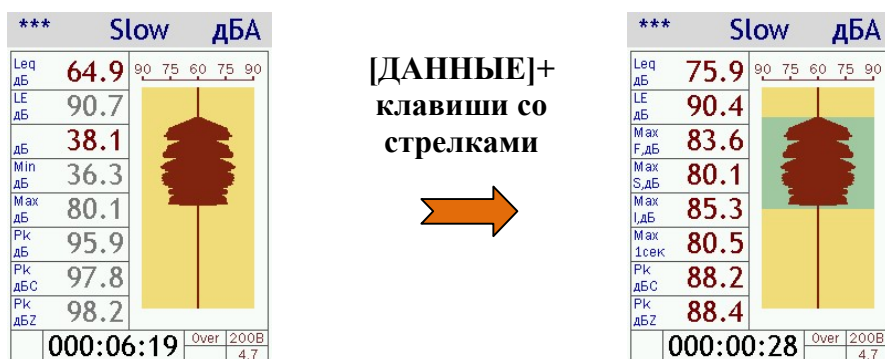 *** Slow дБА
Leq дБ 64.9 90 75 60 75 90
LE дБ 90.7
дБ 38.1
Min дБ 36.3
Max дБ 80.1
Pk дБ 95.9
Pk дБC 97.8
Pk дБZ 98.2
000:06:19 Over 200В 4.7
[ДАННЫЕ]+
клавиши со
стрелками
*** Slow дБА
Leq дБ 75.9 90 75 60 75 90
LE дБ 90.4
Max F,дБ 83.6
Max S,дБ 80.1
Max I,дБ 85.3
Max 1сек 80.5
Pk дБC 88.2
Pk дБZ 88.4
000:00:28 Over 200В 4.7